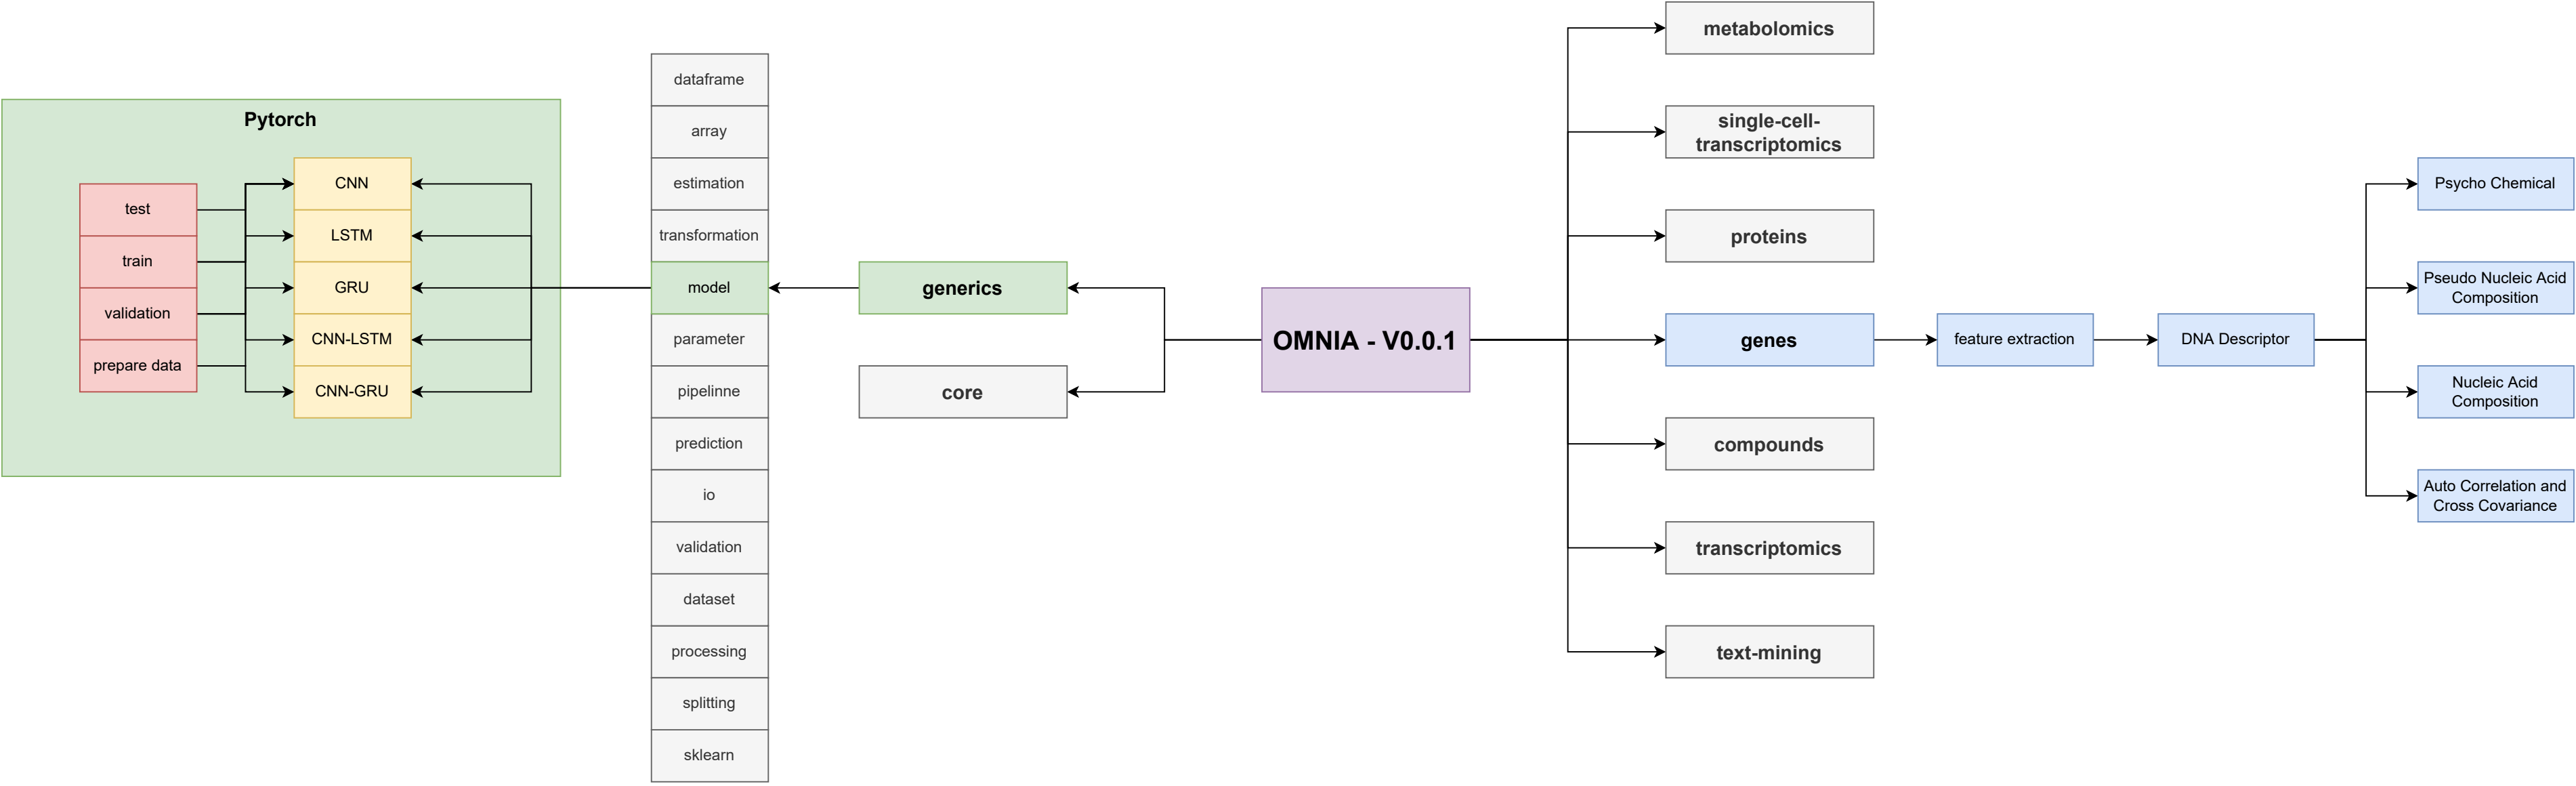 Pytorch
test
train
validation
prepare data
CNN
LSTM
GRU
CNN-LSTM
CNN-GRU
dataframe
array
estimation
transformation
model
parameter
pipelinne
prediction
io
validation
dataset
processing
splitting
sklearn
generics
core
OMNIA - V0.0.1
metabolomics
single-cell-
transcriptomics
proteins
genes
compounds
transcriptomics
text-mining
feature extraction
DNA Descriptor
Psycho Chemical
Pseudo Nucleic Acid
Composition
Nucleic Acid
Composition
Auto Correlation and
Cross Covariance